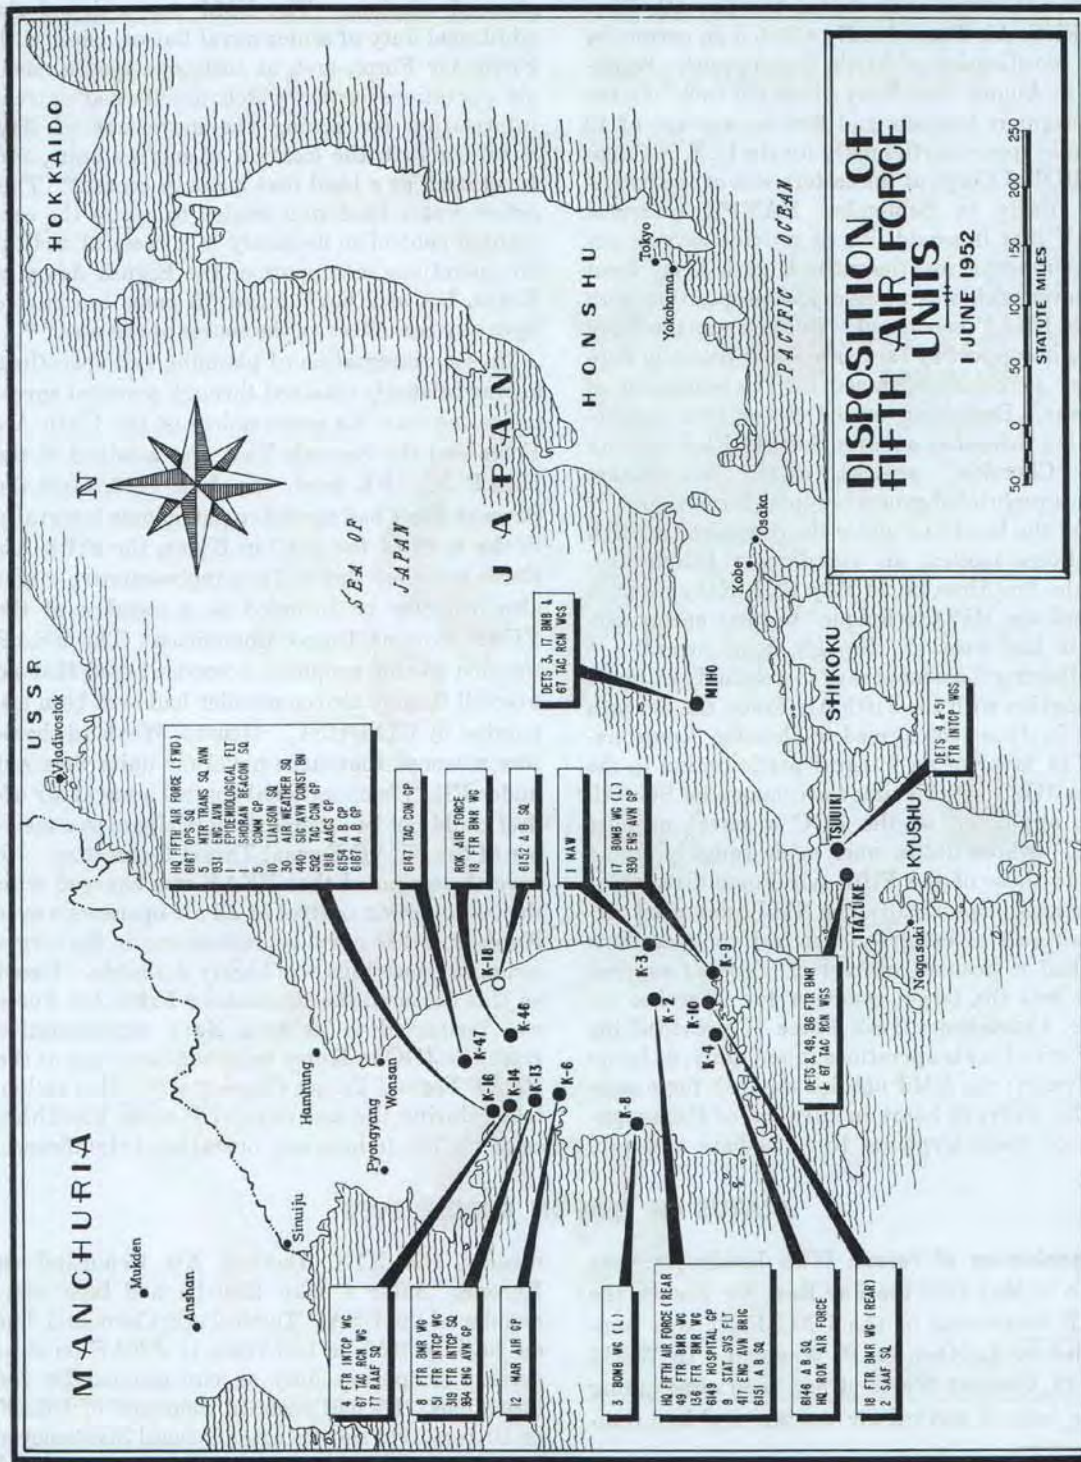 MANCHURIA
USSR
HOKAIDO
Vladiwostok
Mukden
Anshan
Sinuiju
Hamhung
Wonsan
Pyongyang
N
SEA OF
JAPAN
JAPAN
HONSHU
Tokyo
Yokohama
PACIFIC OCEAN
Osaka
Kobe
SHIKOKU
KYUSHU
Nagasaki
MIHO
TSUIKI
ITAZUKE
K-18
K-47
K-46
K-16
K-14
K-13
K-6
K-8
K-3
K-2
K-10
K-9
K-4
HQ FIFTH AIR FORCE (FWD)
6167 OPS SQ
5 MTR TRANS SQ, AVN
931 ENG AVN GP
EPIDEMIOLOGICAL FLT
SHORAN BEACON SQ
5 COMM GP
10 LIAISON SQ
30 AIR WEATHER SQ
440 SIG AVN CONST BN
502 TAC CON GP
1818 AACS GP
6154 A B GP
6167 A B GP
6147 TAC CON GP
ROK AIR FORCE
18 FTR BMR WG
6152 A B SQ
1 MAW
17 BOMB WG (L)
930 ENG AVN GP
DETS 3, 17 BMB &
67 TAC RCN WGS
DETS 4 & 51
FTR INTCP WGS
DETS 8, 49, 136 FTR BMR
& 67 TAC RCN WGS
4 FTR INTCP WG
67 TAC RCN WG
77 RAAF SQ
8 FTR BMR WG
51 FTR INTCP WG
319 FTR INTCP SQ
934 ENG AVN GP
12 MAR AIR GP
3 BOMB WG (L)
HQ FIFTH AIR FORCE (REAR
49 FTR BMR WG
136 FTR BMR WG
6149 HOSPITAL GP
9 STAT SVS FLT
417 ENG AVN BRIG
6151 A B SQ
6146 A B SQ
HQ ROK AIR FORCE
18 FTR BMR WG (REAR)
2 SAAF SQ
DISPOSITION OF
FIFTH AIR FORCE
UNITS
JUNE 1952
50 0 50 100 150 200 250
STATUTE MILES